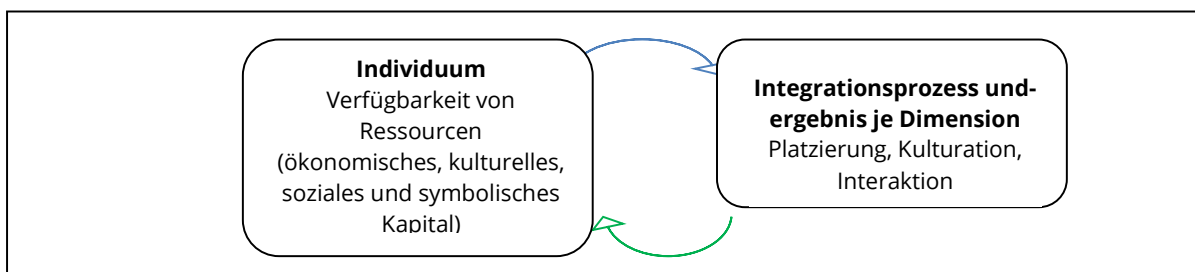 Individuum
Verfügbarkeit von
Ressourcen
(ökonomisches, kulturelles,
soziales und symbolisches
Kapital)
Integrationsprozess und-
ergebnis je Dimension
Platzierung, Kulturation,
Interaktion